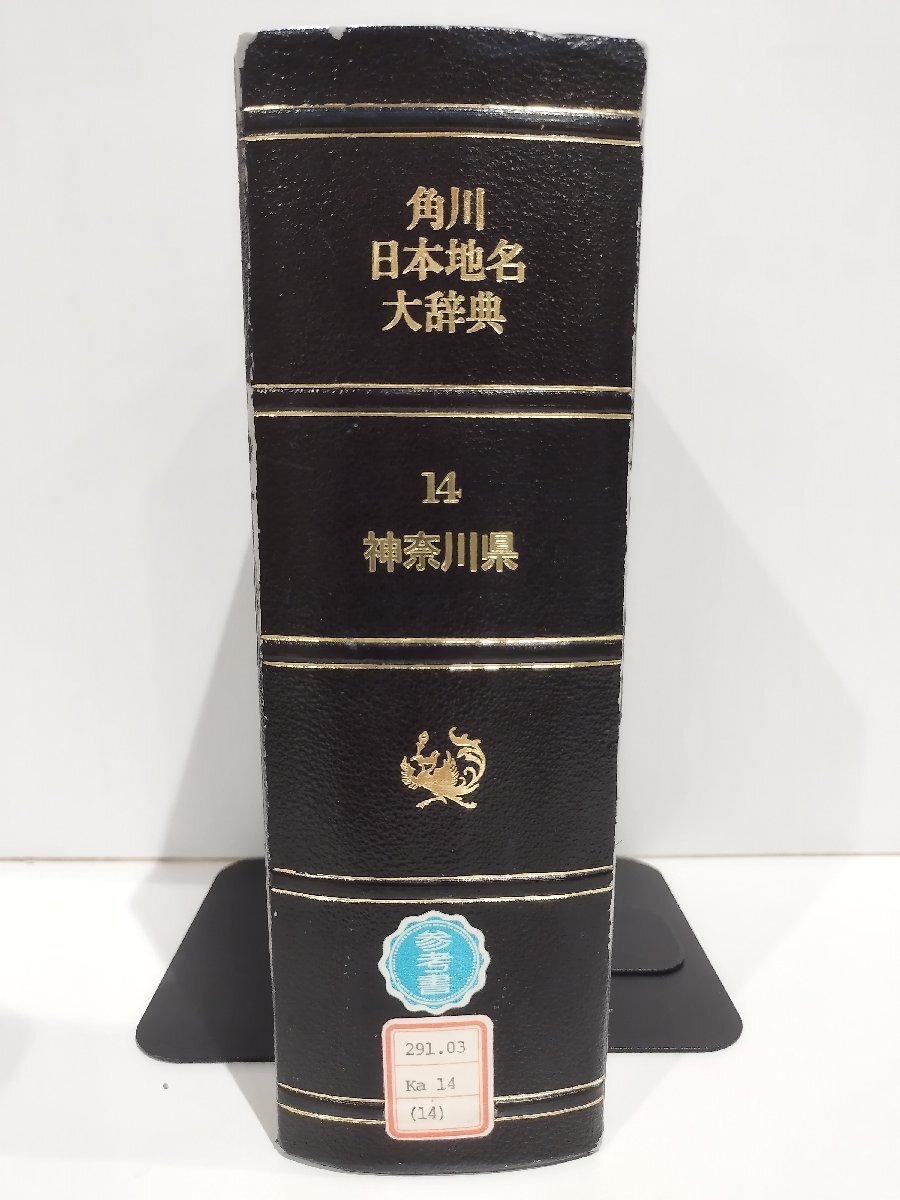 角川
日本地名
大辞典
14
神奈川県
参考書
291.03
Ka 14
(14)